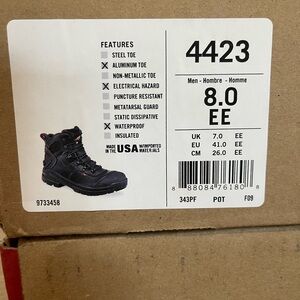 FEATURES
STEEL TOE
ALUMINUM TOE
NON-METALLIC TOE
ELECTRICAL HAZARD
PUNCTURE RESISTANT
METATARSAL GUARD
STATIC DISSIPATIVE
WATERPROOF
INSULATED
MADE IN THE USA W/IMPORTED MATERIALS
9733458
4423
Men - Hombre - Homme
8.0
EE
UK 7.0 EE
EU 41.0 EE
CM 26.0 EE
8 88084 76180 8
343PF POT F09